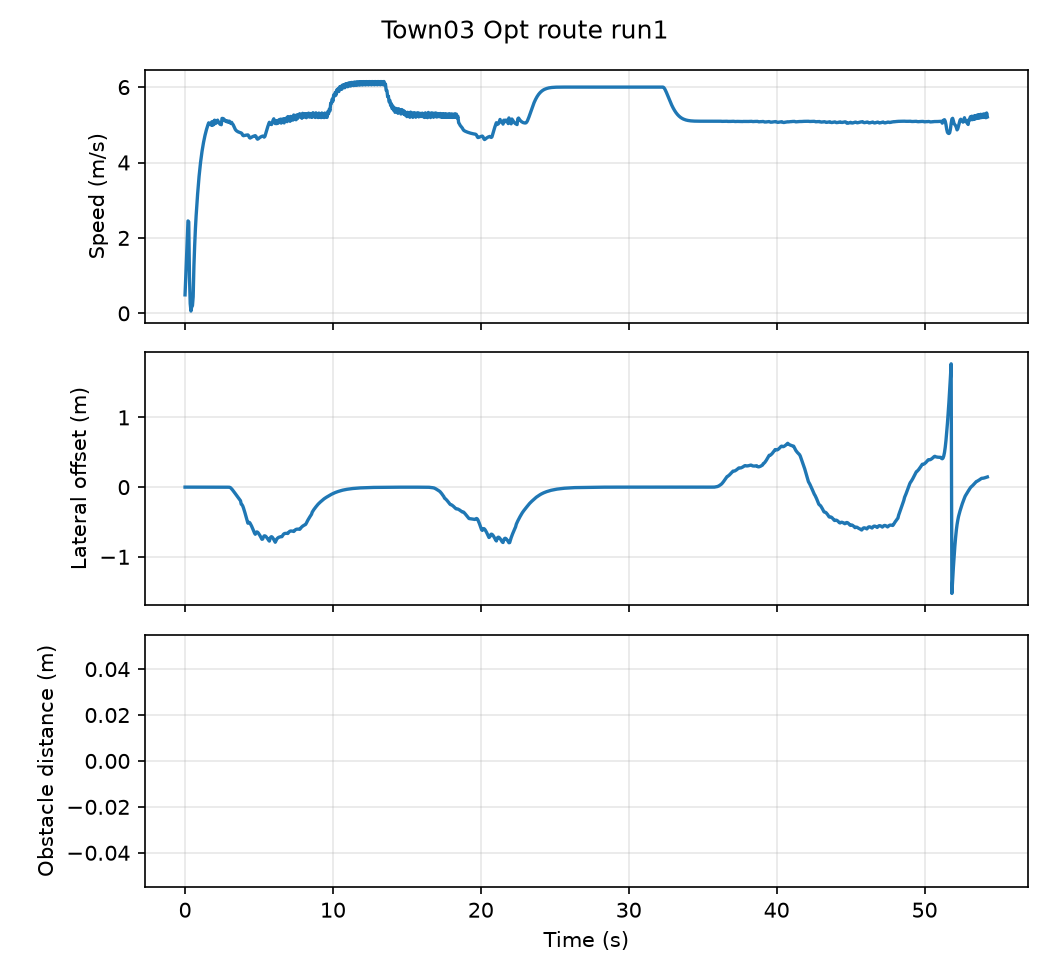 Town03 Opt route run1
6
4
2
0
Speed (m/s)
1
0
−1
Lateral offset (m)
0.04
0.02
0.00
−0.02
−0.04
Obstacle distance (m)
0 10 20 30 40 50
Time (s)